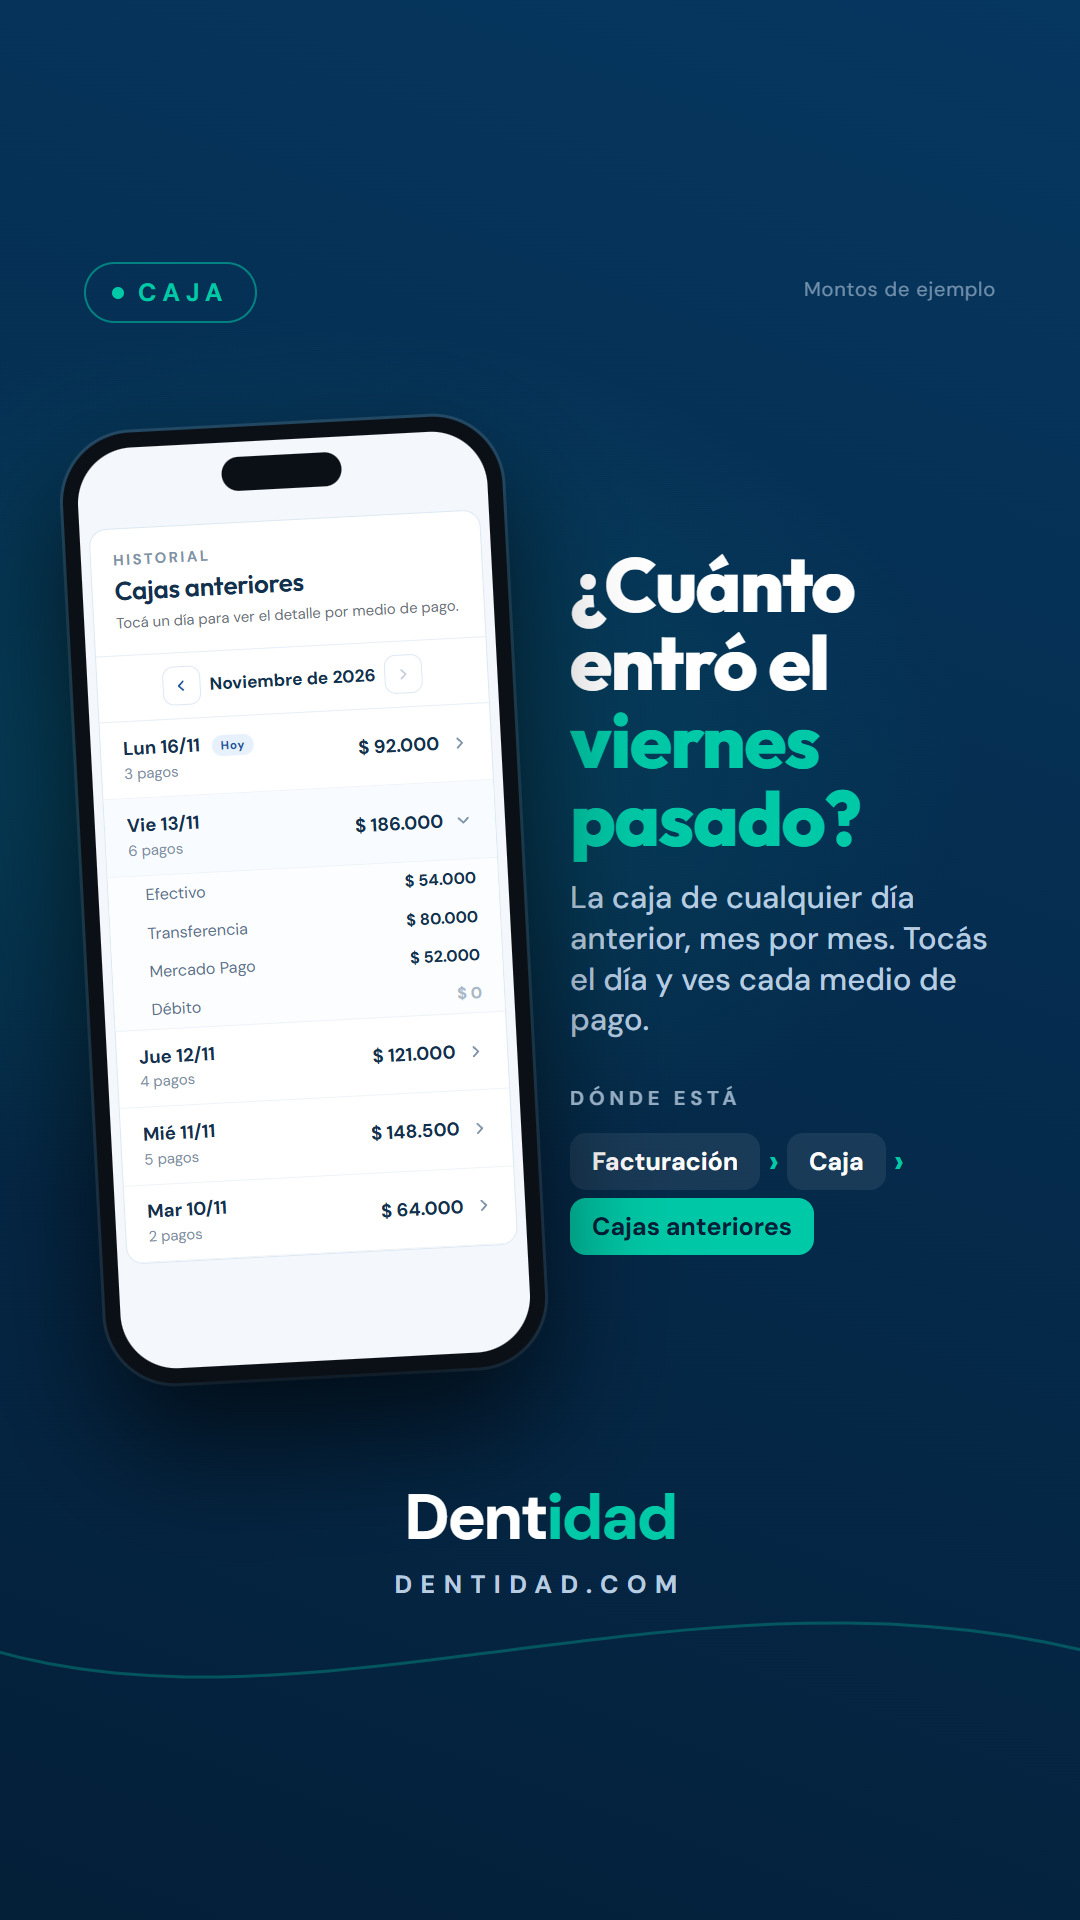 CAJA
Montos de ejemplo
HISTORIAL
Cajas anteriores
Tocá un día para ver el detalle por medio de pago.
Noviembre de 2026
Lun 16/11 Hoy $ 92.000
3 pagos
Vie 13/11 $ 186.000
6 pagos
Efectivo $ 54.000
Transferencia $ 80.000
Mercado Pago $ 52.000
Débito $ 0
Jue 12/11 $ 121.000
4 pagos
Mié 11/11 $ 148.500
5 pagos
Mar 10/11 $ 64.000
2 pagos
¿Cuánto
entró el
viernes
pasado?
La caja de cualquier día
anterior, mes por mes. Tocás
el día y ves cada medio de
pago.
DÓNDE ESTÁ
Facturación › Caja ›
Cajas anteriores
Dentidad
DENTIDAD.COM